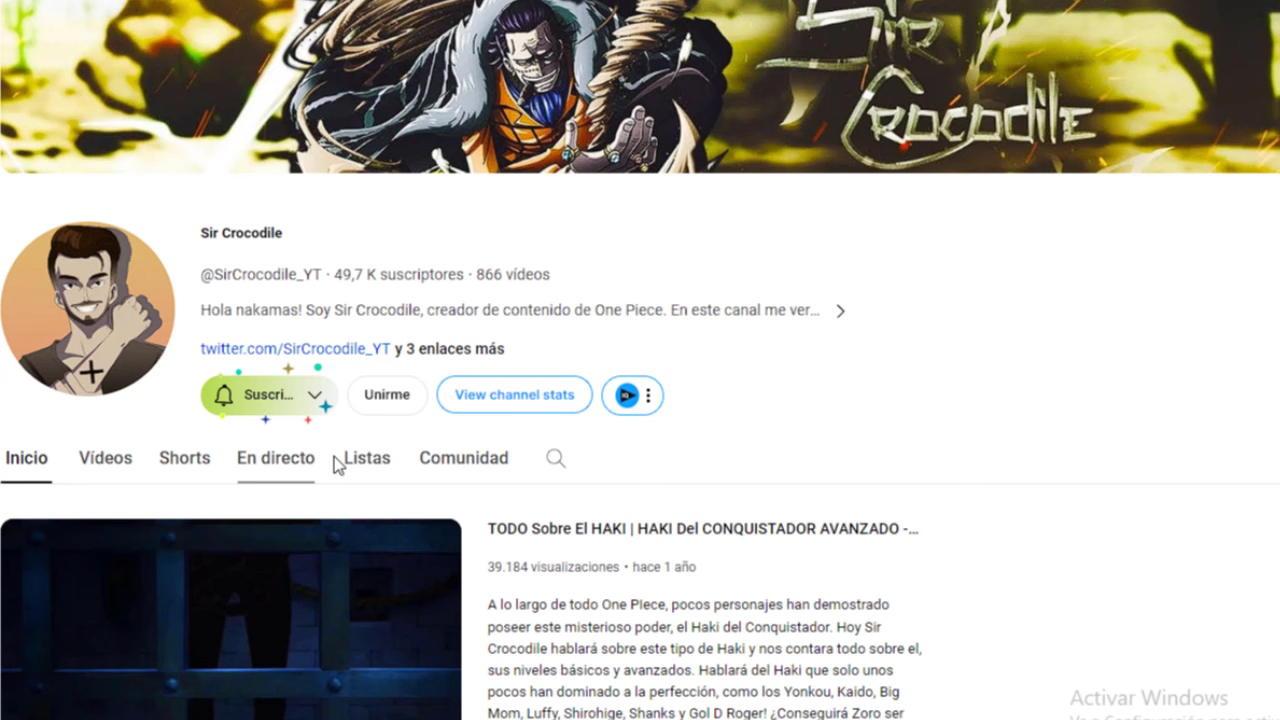 Sir
Crocodile
Sir Crocodile
@SirCrocodile_YT · 49,7 K suscriptores · 866 vídeos
Hola nakamas! Soy Sir Crocodile, creador de contenido de One Piece. En este canal me ver...
twitter.com/SirCrocodile_YT y 3 enlaces más
Suscri... Unirme View channel stats
Inicio Vídeos Shorts En directo Listas Comunidad
TODO Sobre El HAKI | HAKI Del CONQUISTADOR AVANZADO -...
39.184 visualizaciones • hace 1 año
A lo largo de todo One PIece, pocos personajes han demostrado
poseer este misterioso poder, el Haki del Conquistador. Hoy Sir
Crocodile hablará sobre este tipo de Haki y nos contara todo sobre el,
sus niveles básicos y avanzados. Hablará del Haki que solo unos
pocos han dominado a la perfección, como los Yonkou, Kaido, Big
Mom, Luffy, Shirohige, Shanks y Gol D Roger! ¿Conseguirá Zoro ser
Activar Windows